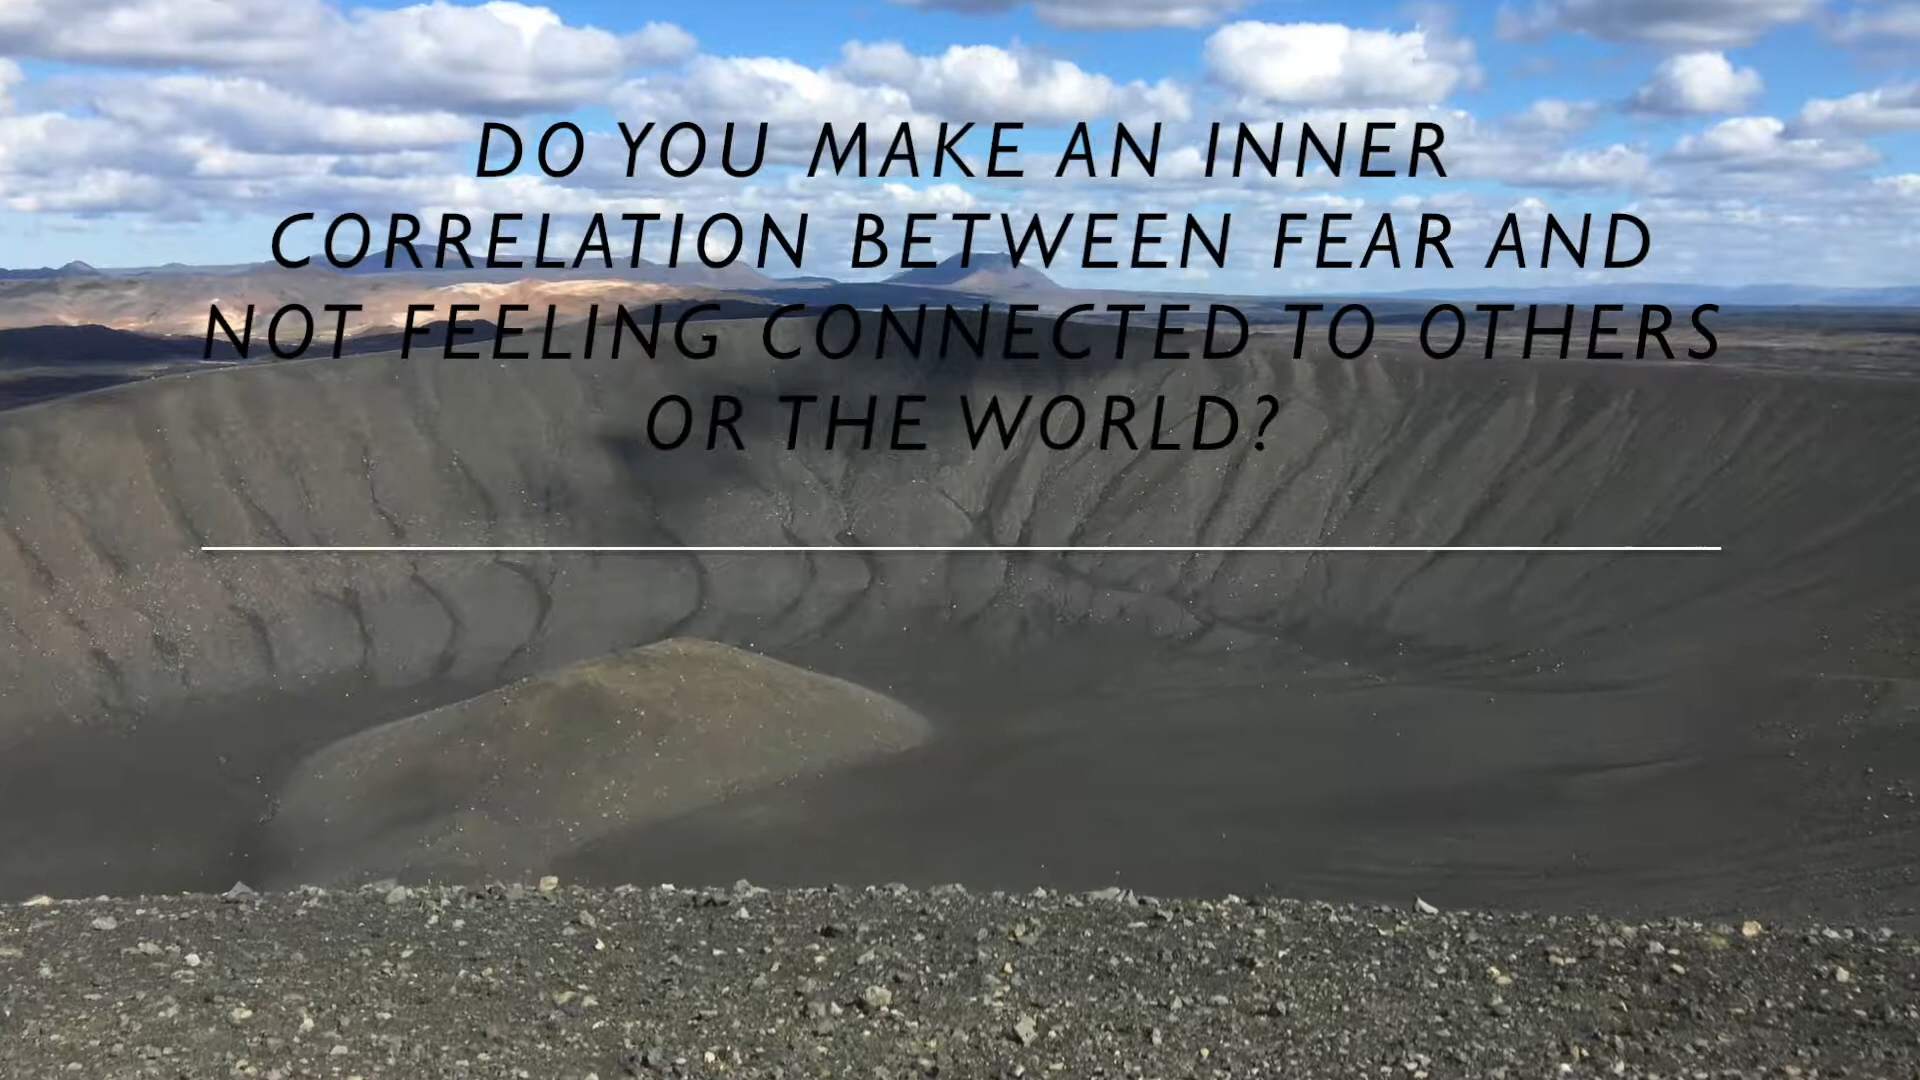 DO YOU MAKE AN INNER
CORRELATION BETWEEN FEAR AND
NOT FEELING CONNECTED TO OTHERS
OR THE WORLD?